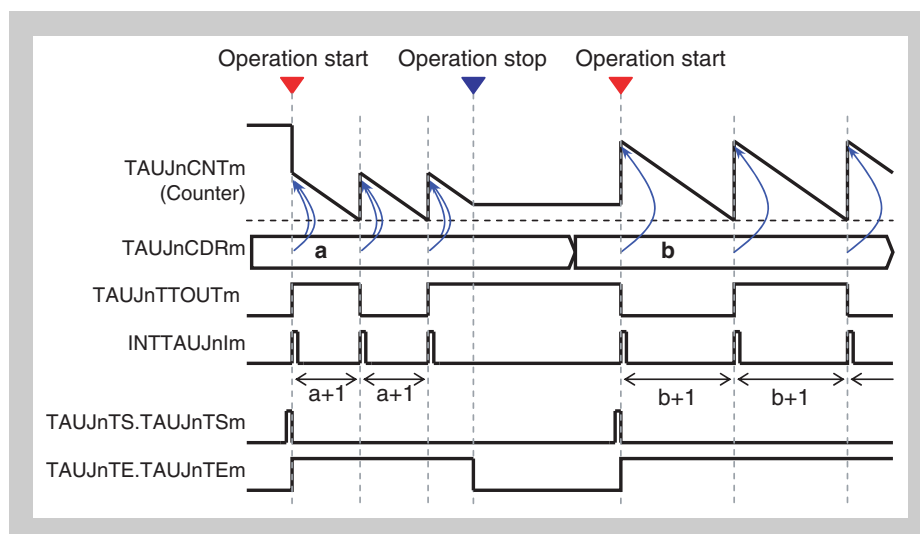 Operation start Operation stop Operation start
TAUJnCNTm
(Counter)
TAUJnCDRm
a b
TAUJnTTOUTm
INTTAUJnIm
a+1 a+1 b+1 b+1
TAUJnTS.TAUJnTSm
TAUJnTE.TAUJnTEm